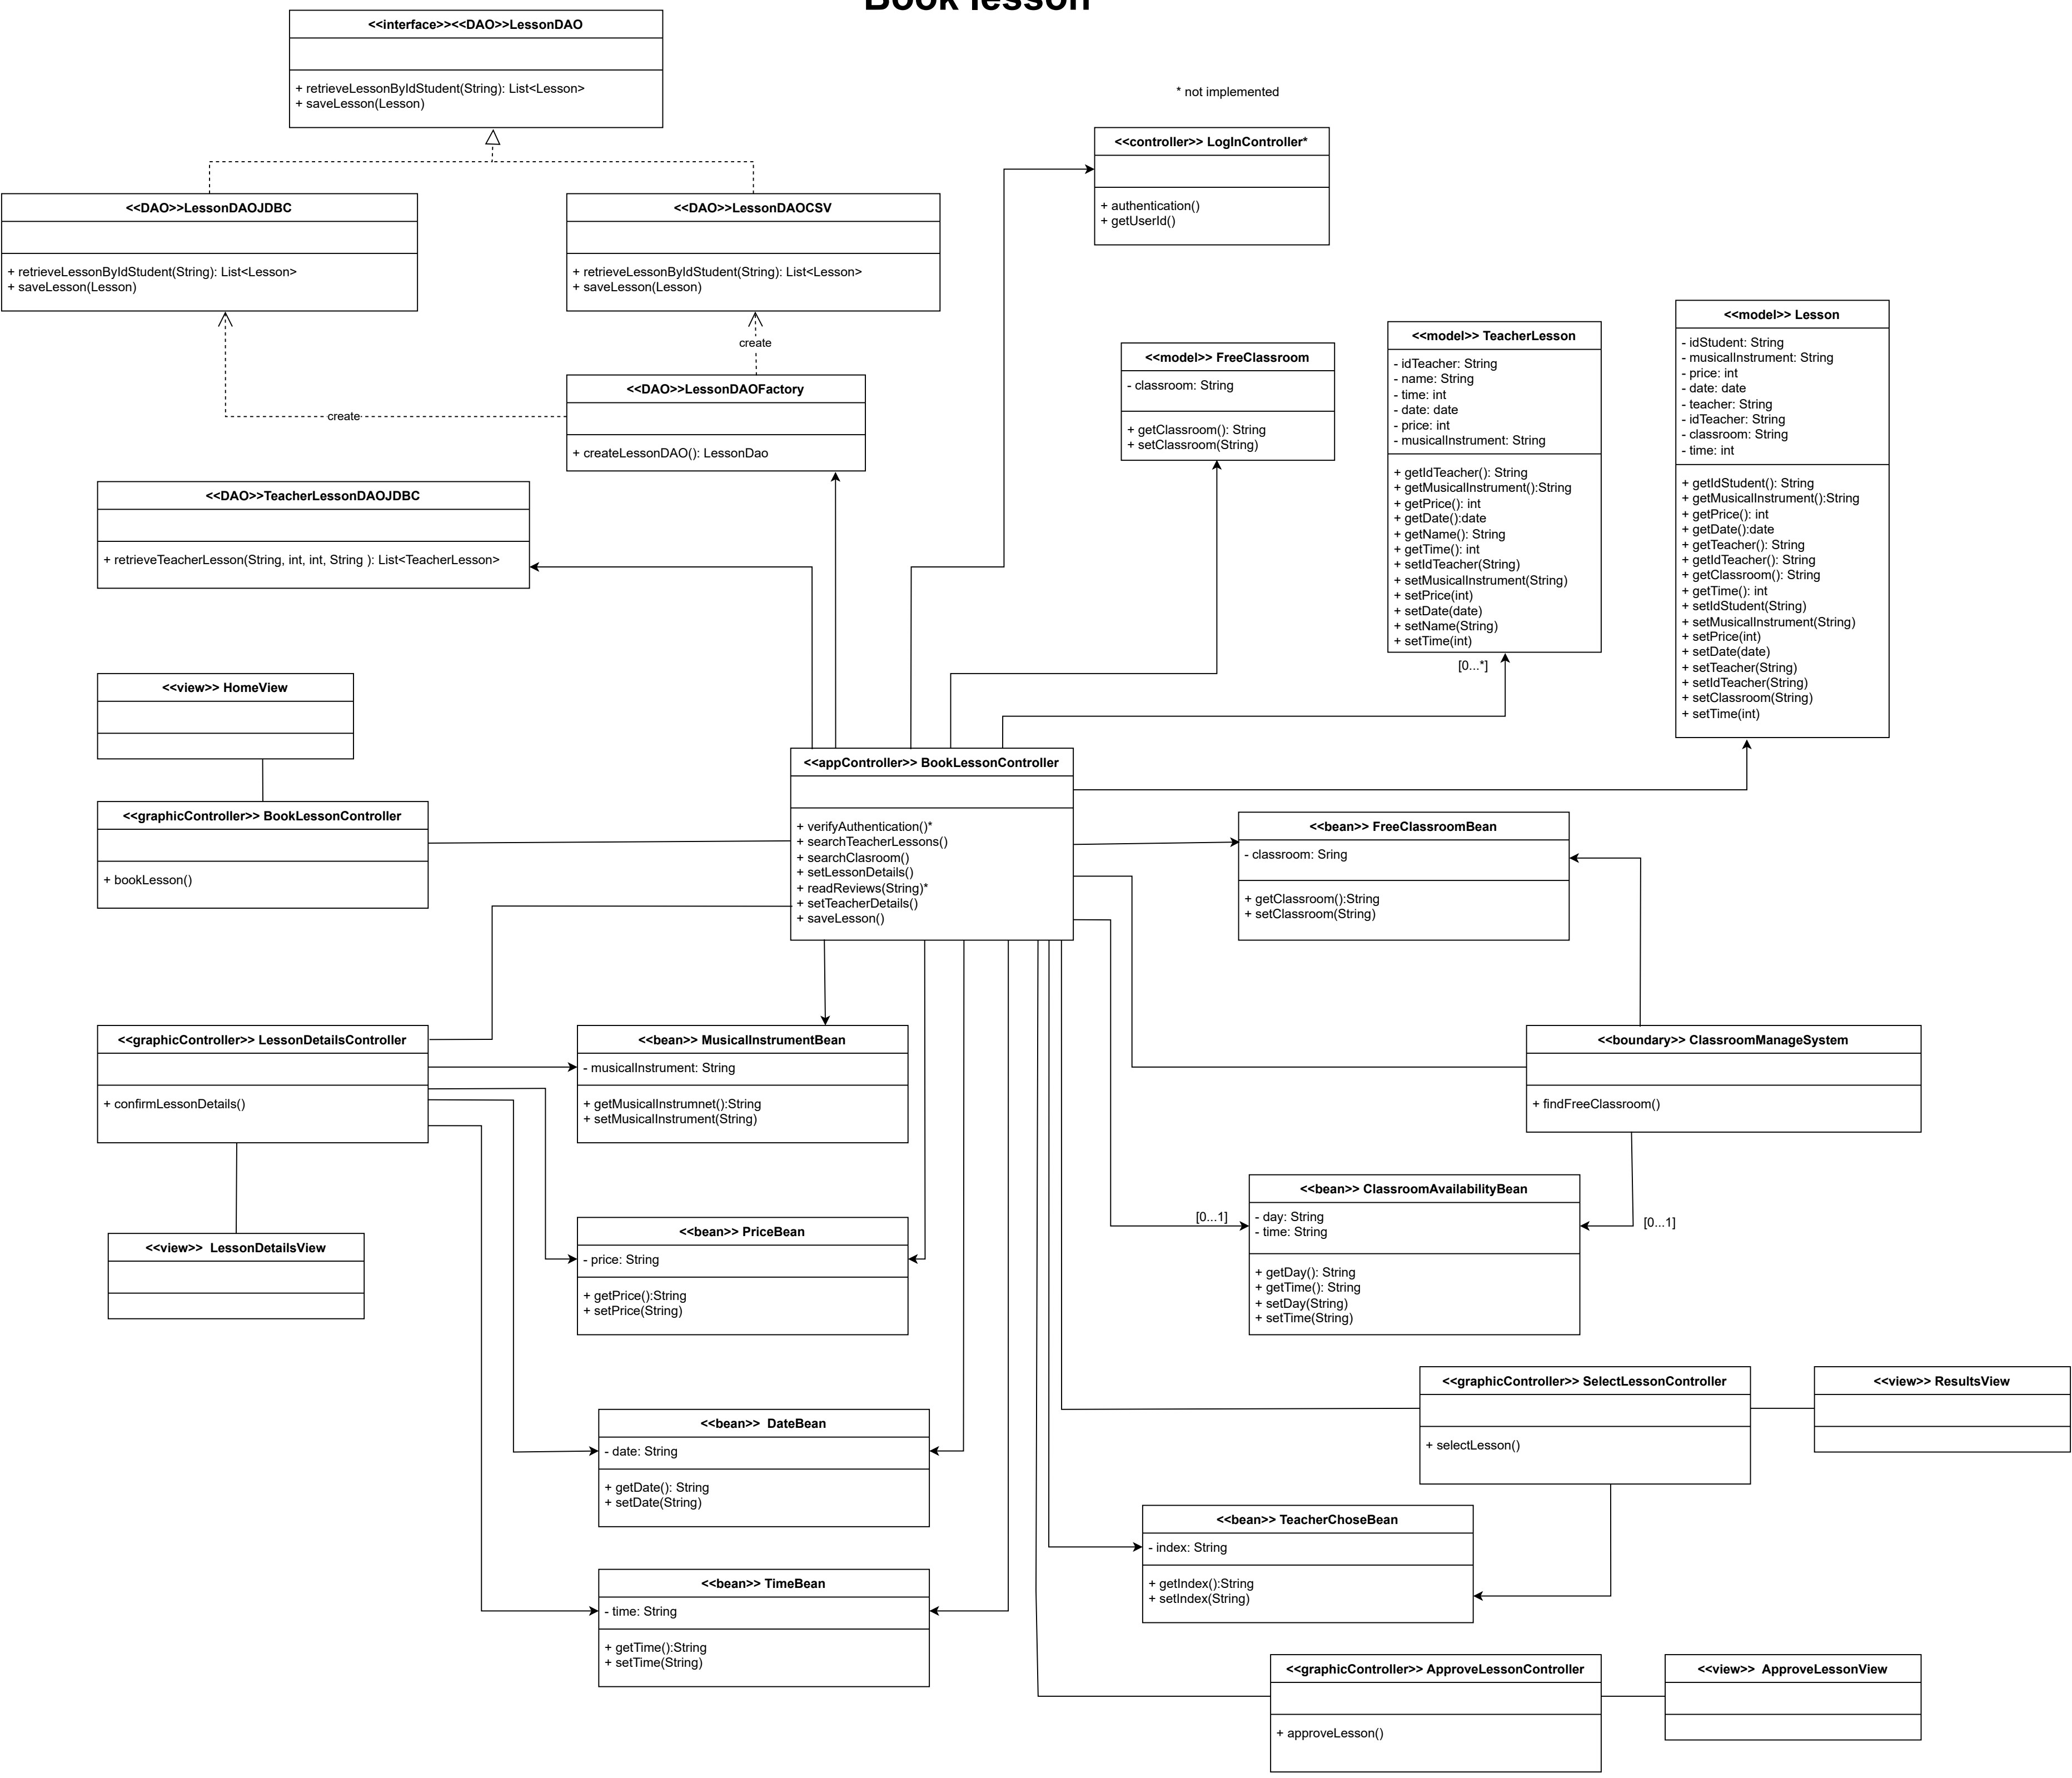 Book lesson
<<interface>><<DAO>>LessonDAO
+ retrieveLessonByIdStudent(String): List<Lesson>
+ saveLesson(Lesson)
* not implemented
<<controller>> LogInController*
+ authentication()
+ getUserId()
<<DAO>>LessonDAOJDBC
+ retrieveLessonByIdStudent(String): List<Lesson>
+ saveLesson(Lesson)
<<DAO>>LessonDAOCSV
+ retrieveLessonByIdStudent(String): List<Lesson>
+ saveLesson(Lesson)
create
create
<<DAO>>LessonDAOFactory
+ createLessonDAO(): LessonDao
<<DAO>>TeacherLessonDAOJDBC
+ retrieveTeacherLesson(String, int, int, String ): List<TeacherLesson>
<<model>> FreeClassroom
- classroom: String
+ getClassroom(): String
+ setClassroom(String)
<<model>> TeacherLesson
- idTeacher: String
- name: String
- time: int
- date: date
- price: int
- musicalInstrument: String
+ getIdTeacher(): String
+ getMusicalInstrument():String
+ getPrice(): int
+ getDate():date
+ getName(): String
+ getTime(): int
+ setIdTeacher(String)
+ setMusicalInstrument(String)
+ setPrice(int)
+ setDate(date)
+ setName(String)
+ setTime(int)
[0...*]
<<model>> Lesson
- idStudent: String
- musicalInstrument: String
- price: int
- date: date
- teacher: String
- idTeacher: String
- classroom: String
- time: int
+ getIdStudent(): String
+ getMusicalInstrument():String
+ getPrice(): int
+ getDate():date
+ getTeacher(): String
+ getIdTeacher(): String
+ getClassroom(): String
+ getTime(): int
+ setIdStudent(String)
+ setMusicalInstrument(String)
+ setPrice(int)
+ setDate(date)
+ setTeacher(String)
+ setIdTeacher(String)
+ setClassroom(String)
+ setTime(int)
<<view>> HomeView
<<graphicController>> BookLessonController
+ bookLesson()
<<appController>> BookLessonController
+ verifyAuthentication()*
+ searchTeacherLessons()
+ searchClasroom()
+ setLessonDetails()
+ readReviews(String)*
+ setTeacherDetails()
+ saveLesson()
<<bean>> FreeClassroomBean
- classroom: Sring
+ getClassroom():String
+ setClassroom(String)
<<graphicController>> LessonDetailsController
+ confirmLessonDetails()
<<view>> LessonDetailsView
<<bean>> MusicalInstrumentBean
- musicalInstrument: String
+ getMusicalInstrumnet():String
+ setMusicalInstrument(String)
<<boundary>> ClassroomManageSystem
+ findFreeClassroom()
<<bean>> PriceBean
- price: String
+ getPrice():String
+ setPrice(String)
[0...1]
<<bean>> ClassroomAvailabilityBean
- day: String
- time: String
+ getDay(): String
+ getTime(): String
+ setDay(String)
+ setTime(String)
[0...1]
<<bean>> DateBean
- date: String
+ getDate(): String
+ setDate(String)
<<graphicController>> SelectLessonController
+ selectLesson()
<<view>> ResultsView
<<bean>> TeacherChoseBean
- index: String
+ getIndex():String
+ setIndex(String)
<<bean>> TimeBean
- time: String
+ getTime():String
+ setTime(String)
<<graphicController>> ApproveLessonController
+ approveLesson()
<<view>> ApproveLessonView